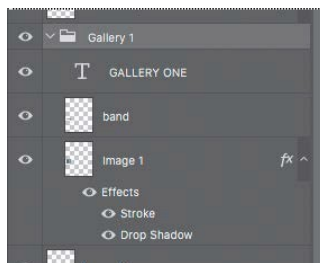 Gallery 1
GALLERY ONE
band
Image 1 fx
Effects
Stroke
Drop Shadow